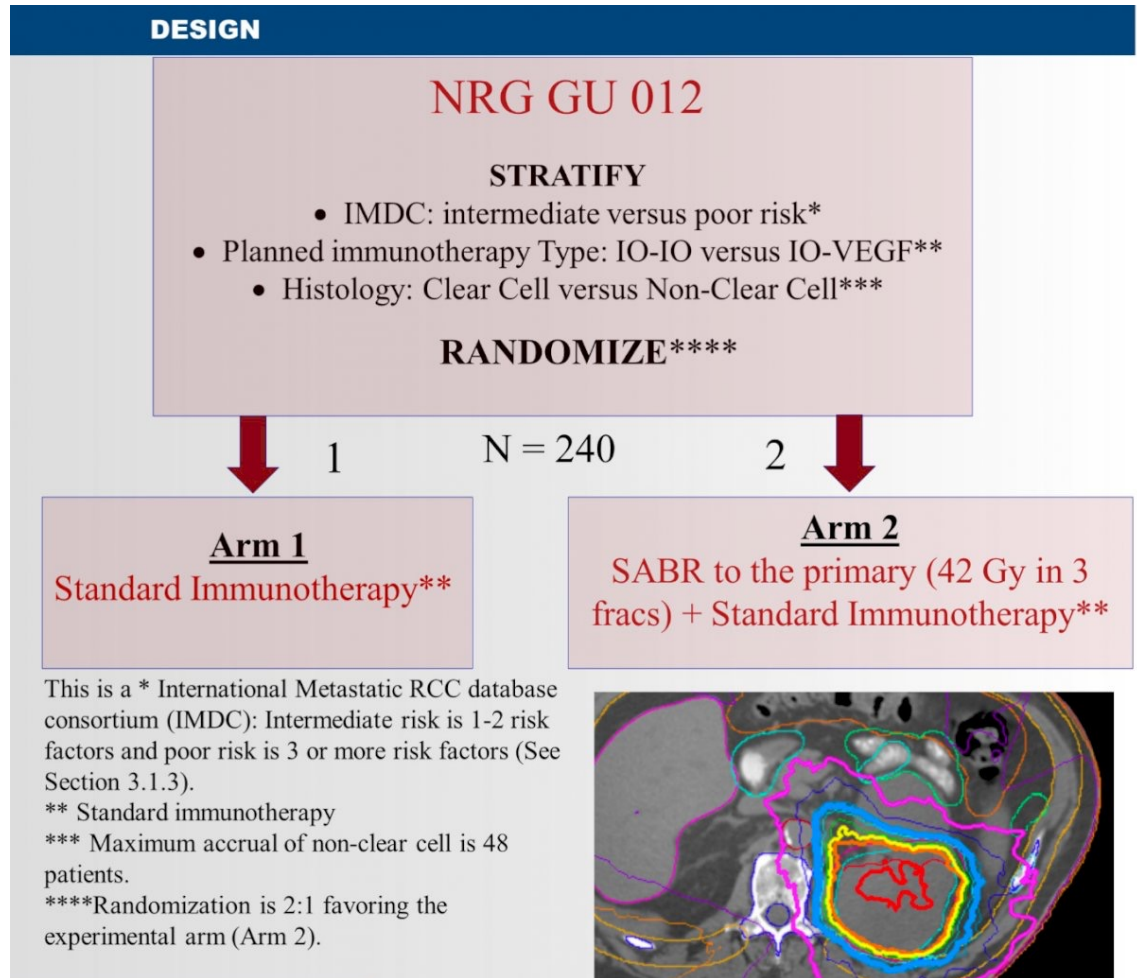 DESIGN
NRG GU 012
STRATIFY
• IMDC: intermediate versus poor risk*
• Planned immunotherapy Type: IO-IO versus IO-VEGF**
• Histology: Clear Cell versus Non-Clear Cell***
RANDOMIZE****
1
N = 240
2
Arm 1
Standard Immunotherapy**
Arm 2
SABR to the primary (42 Gy in 3
fracs) + Standard Immunotherapy**
This is a * International Metastatic RCC database
consortium (IMDC): Intermediate risk is 1-2 risk
factors and poor risk is 3 or more risk factors (See
Section 3.1.3).
** Standard immunotherapy
*** Maximum accrual of non-clear cell is 48
patients.
****Randomization is 2:1 favoring the
experimental arm (Arm 2).